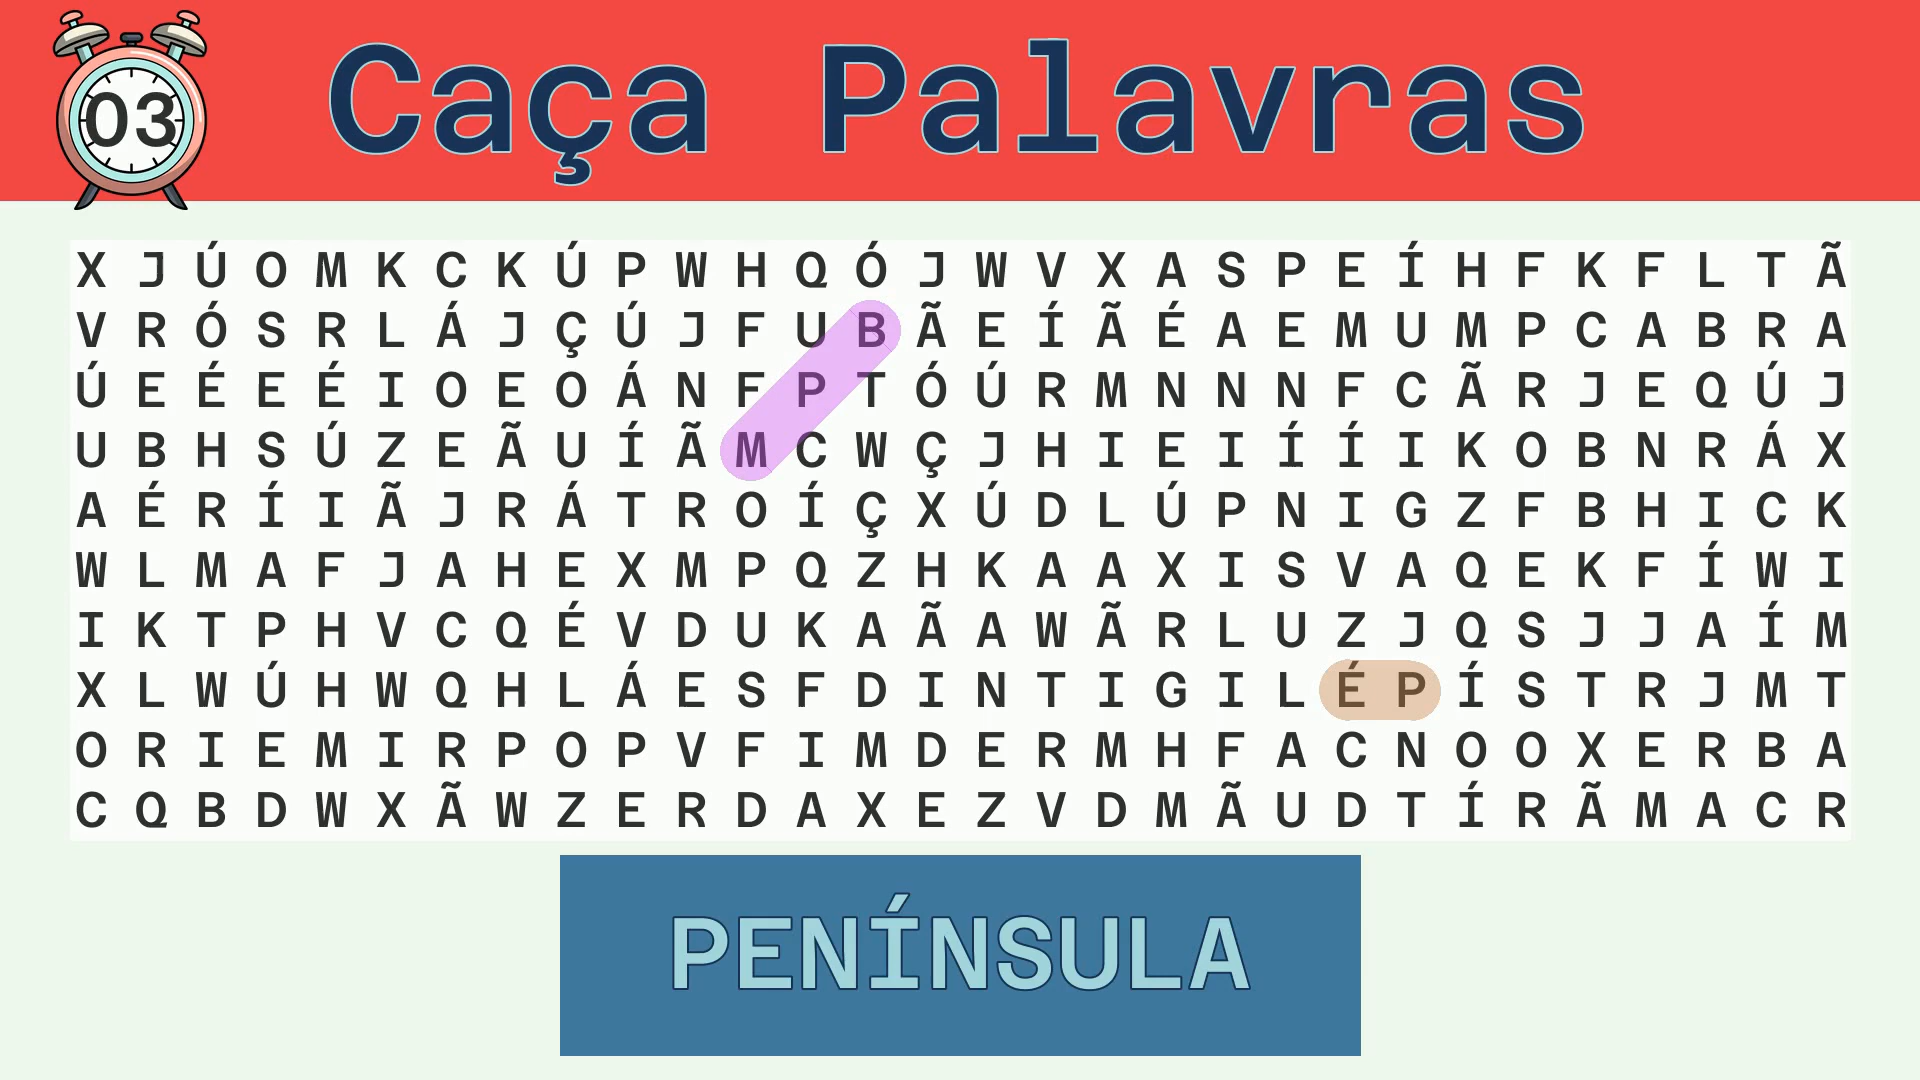 03
Caça Palavras
X J Ú O M K C K Ú P W H Q Ó J W V X A S P E Í H F K F L T Ã
V R Ó S R L Á J Ç Ú J F U B Ã E Í Ã É A E M U M P C A B R A
Ú E É E É I O E O Á N F P T Ó Ú R M N N N F C Ã R J E Q Ú J
U B H S Ú Z E Ã U Í Ã M C W Ç J H I E I Í Í I K O B N R Á X
A É R Í I Ã J R Á T R O Í Ç X Ú D L Ú P N I G Z F B H I C K
W L M A F J A H E X M P Q Z H K A A X I S V A Q E K F Í W I
I K T P H V C Q É V D U K A Ã A W Ã R L U Z J Q S J J A Í M
X L W Ú H W Q H L Á E S F D I N T I G I L É P Í S T R J M T
O R I E M I R P O P V F I M D E R M H F A C N O O X E R B A
C Q B D W X Ã W Z E R D A X E Z V D M Ã U D T Í R Ã M A C R
PENÍNSULA